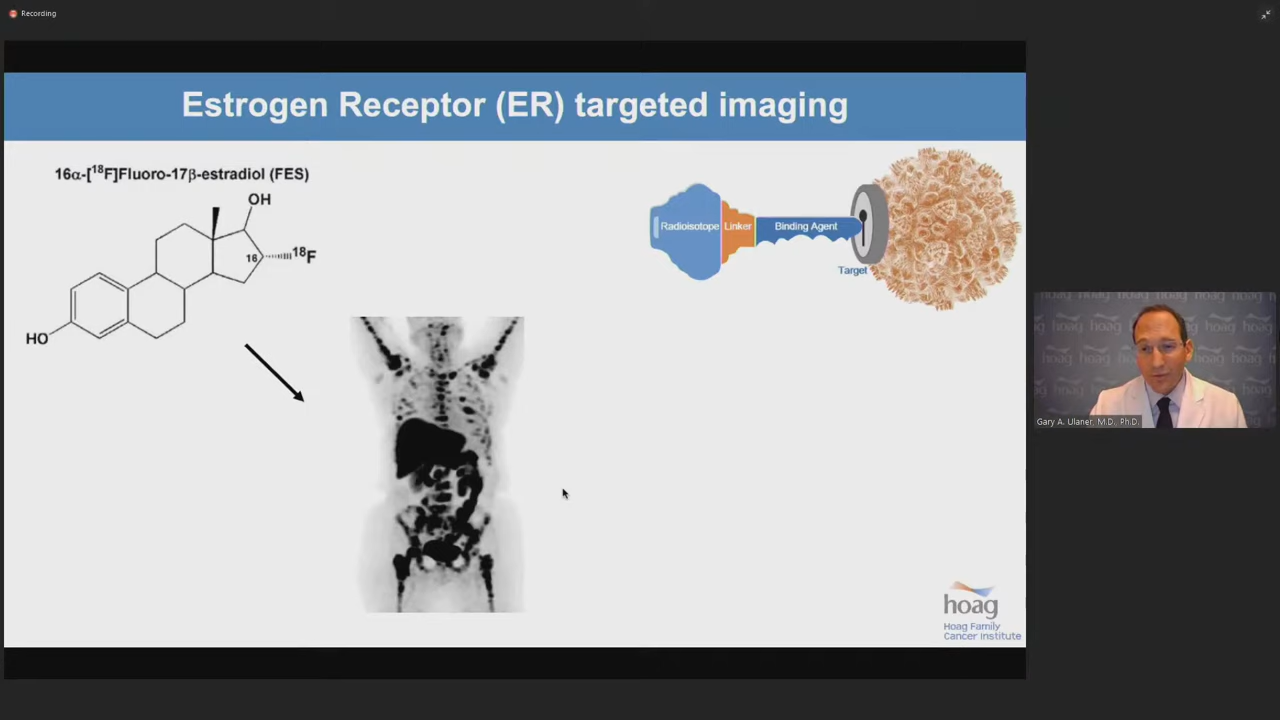 Recording
Estrogen Receptor (ER) targeted imaging
16α-[¹⁸F]Fluoro-17β-estradiol (FES)
OH
16
¹⁸F
HO
Radioisotope
Linker
Binding Agent
Target
Gary A. Ulaner, M.D., Ph.D.
hoag
hoag
Hoag Family
Cancer Institute